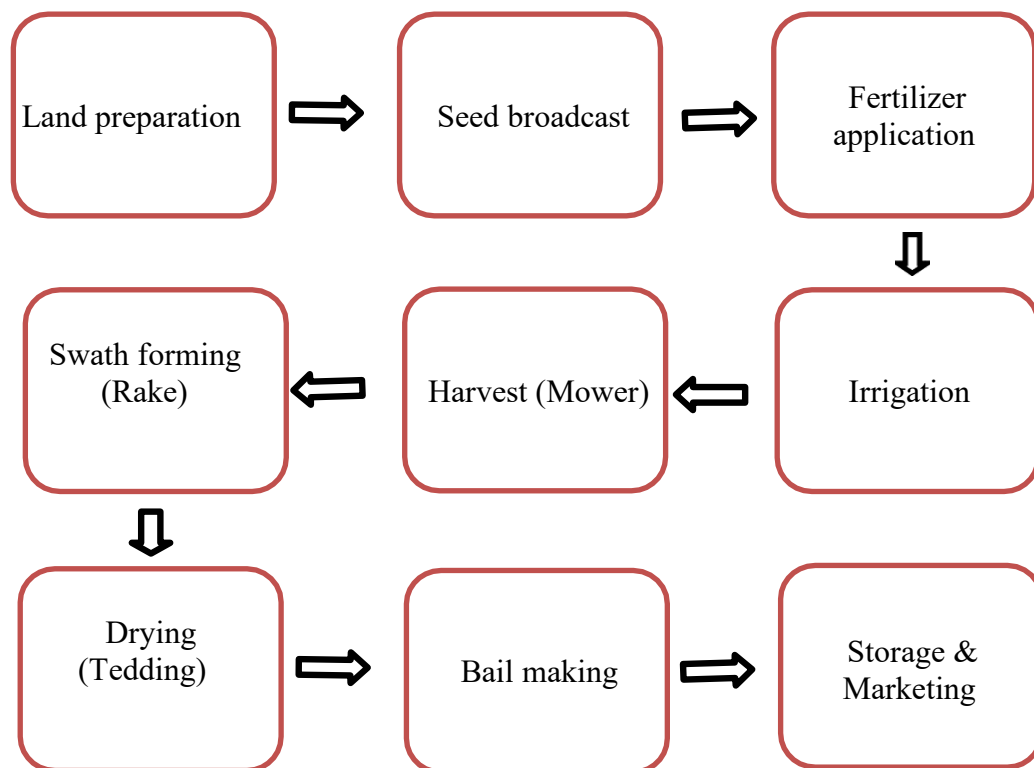 Land preparation
Seed broadcast
Fertilizer
application
Irrigation
Harvest (Mower)
Swath forming
(Rake)
Drying
(Tedding)
Bail making
Storage &
Marketing